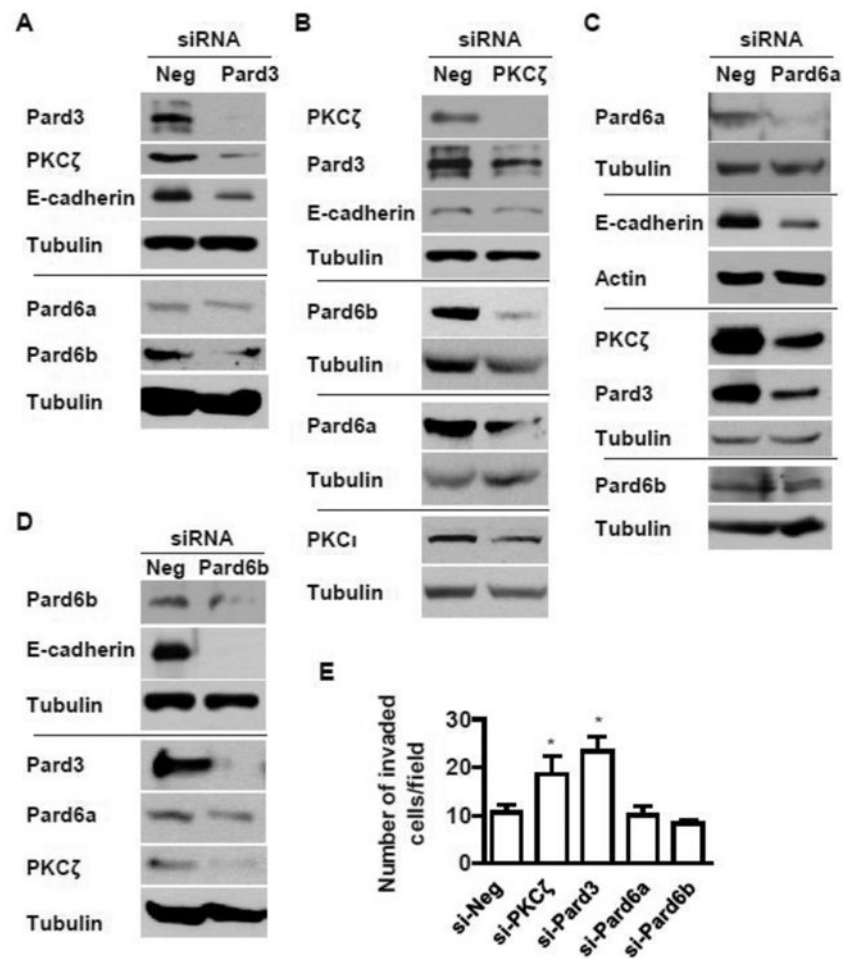 A
siRNA
Neg Pard3
Pard3
PKCζ
E-cadherin
Tubulin
Pard6a
Pard6b
Tubulin
B
siRNA
Neg PKCζ
PKCζ
Pard3
E-cadherin
Tubulin
Pard6b
Tubulin
Pard6a
Tubulin
PKCι
Tubulin
C
siRNA
Neg Pard6a
Pard6a
Tubulin
E-cadherin
Actin
PKCζ
Pard3
Tubulin
Pard6b
Tubulin
D
siRNA
Neg Pard6b
Pard6b
E-cadherin
Tubulin
Pard3
Pard6a
PKCζ
Tubulin
E
Number of invaded
cells/field
30
20
10
0
* *
si-Neg
si-PKCζ
si-Pard3
si-Pard6a
si-Pard6b